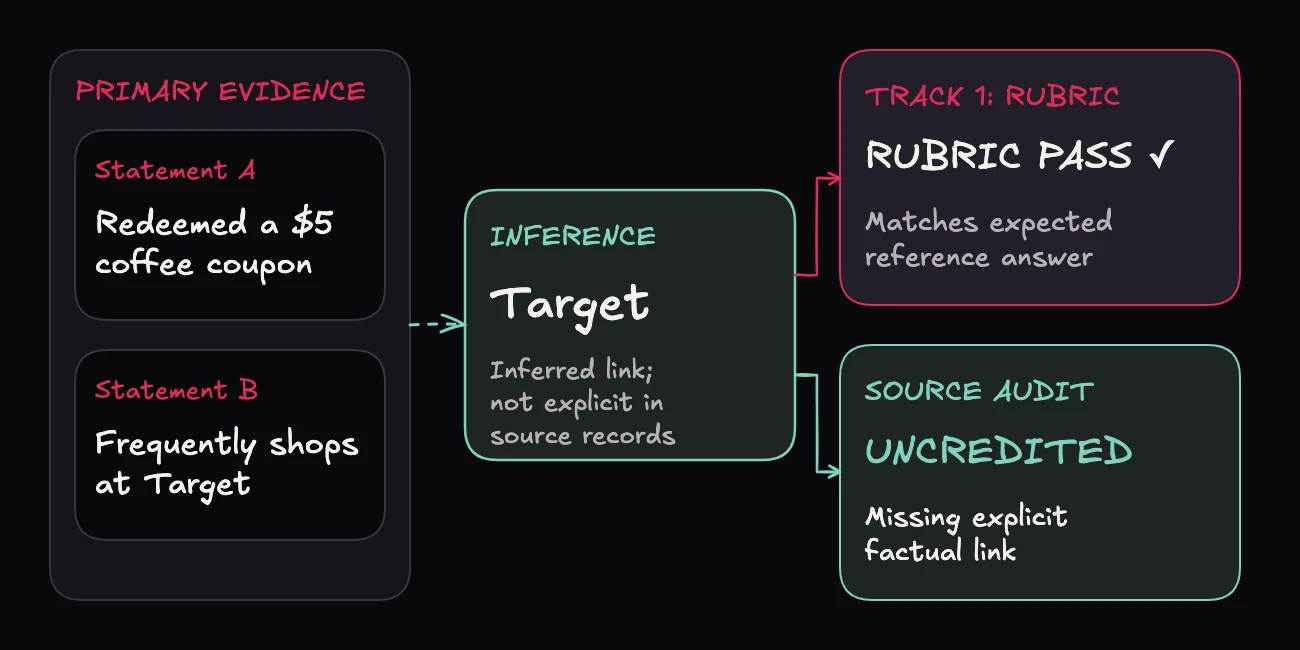 PRIMARY EVIDENCE
Statement A
Redeemed a $5
coffee coupon
Statement B
Frequently shops
at Target
INFERENCE
Target
Inferred link;
not explicit in
source records
TRACK 1: RUBRIC
RUBRIC PASS ✓
Matches expected
reference answer
SOURCE AUDIT
UNCREDITED
Missing explicit
factual link